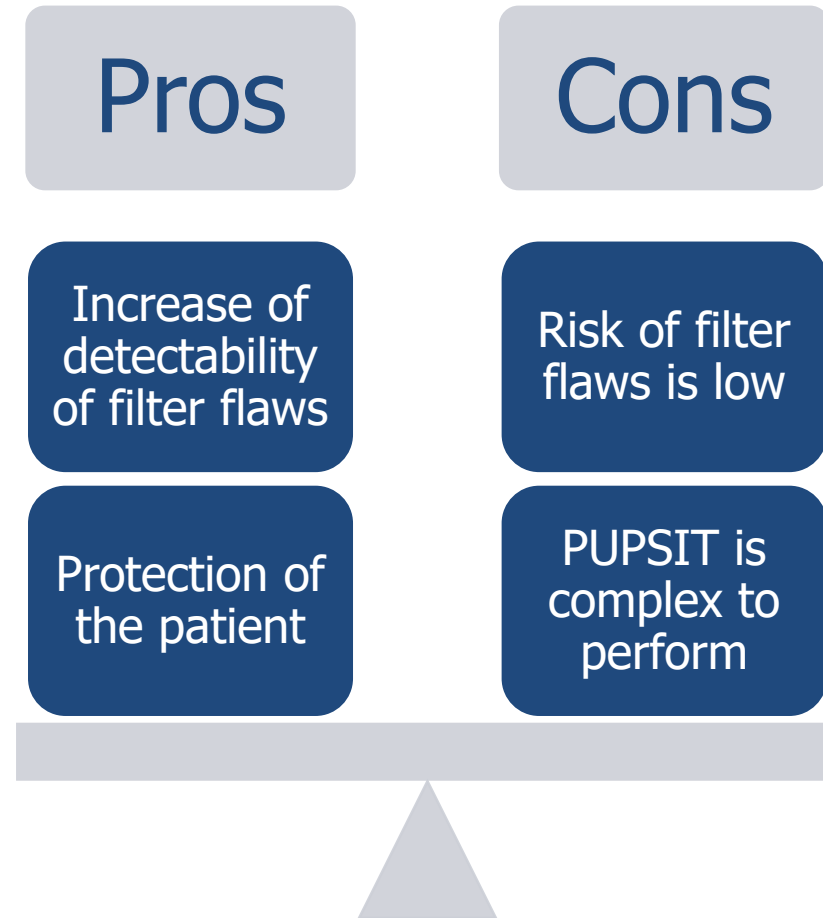 Pros
Cons
Increase of
detectability
of filter flaws
Risk of filter
flaws is low
Protection of
the patient
PUPSIT is
complex to
perform